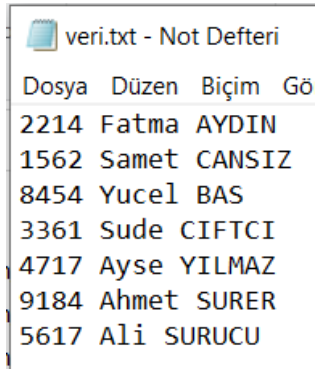 veri.txt - Not Defteri
Dosya Düzen Biçim Gö
2214 Fatma AYDIN
1562 Samet CANSIZ
8454 Yucel BAS
3361 Sude CIFTCI
4717 Ayse YILMAZ
9184 Ahmet SURER
5617 Ali SURUCU